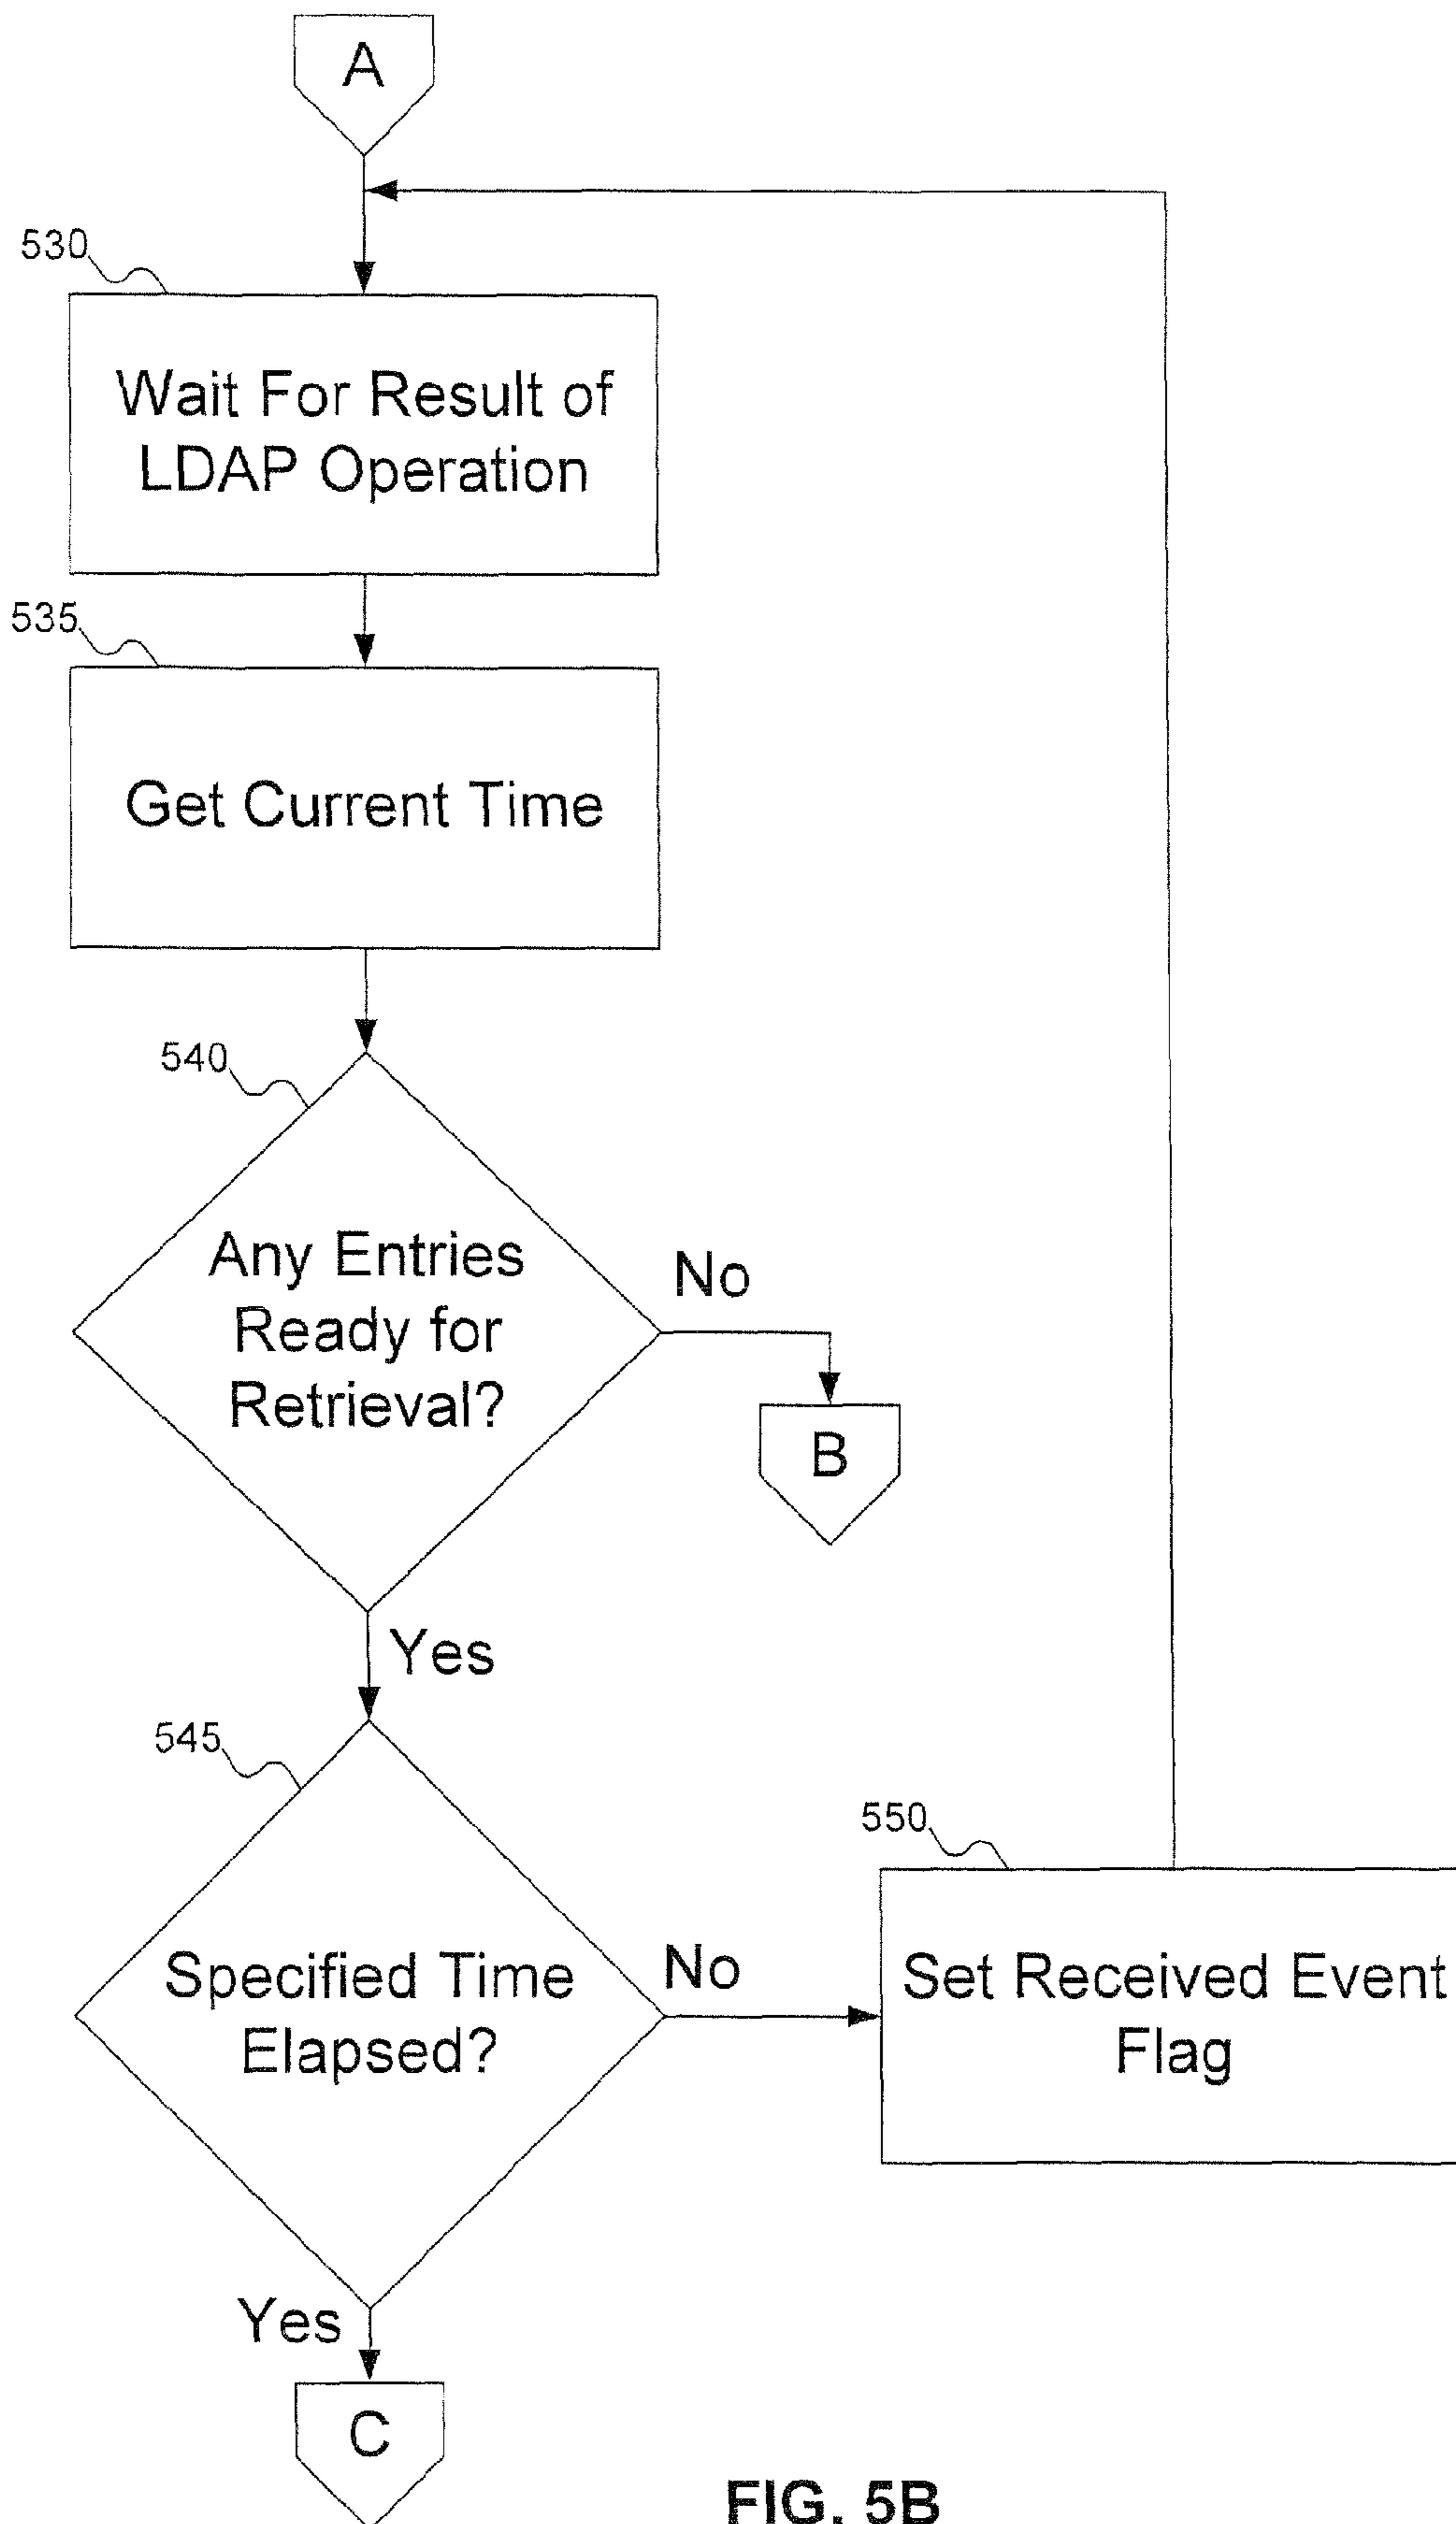 A
530
Wait For Result of
LDAP Operation
535
Get Current Time
540
Any Entries
Ready for
Retrieval?
No
B
Yes
545
Specified Time
Elapsed?
No
550
Set Received Event
Flag
Yes
C
FIG. 5B